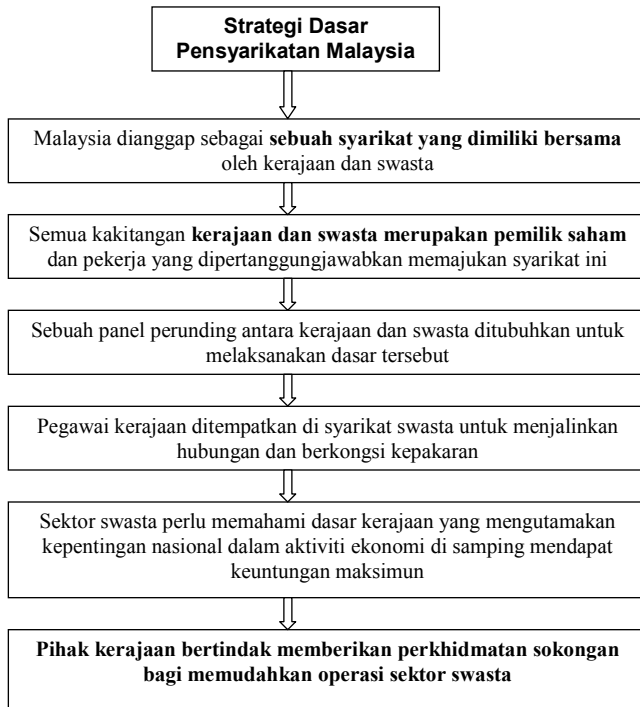 Strategi Dasar
Pensyarikatan Malaysia
Malaysia dianggap sebagai sebuah syarikat yang dimiliki bersama
oleh kerajaan dan swasta
Semua kakitangan kerajaan dan swasta merupakan pemilik saham
dan pekerja yang dipertanggungjawabkan memajukan syarikat ini
Sebuah panel perunding antara kerajaan dan swasta ditubuhkan untuk
melaksanakan dasar tersebut
Pegawai kerajaan ditempatkan di syarikat swasta untuk menjalinkan
hubungan dan berkongsi kepakaran
Sektor swasta perlu memahami dasar kerajaan yang mengutamakan
kepentingan nasional dalam aktiviti ekonomi di samping mendapat
keuntungan maksimun
Pihak kerajaan bertindak memberikan perkhidmatan sokongan
bagi memudahkan operasi sektor swasta